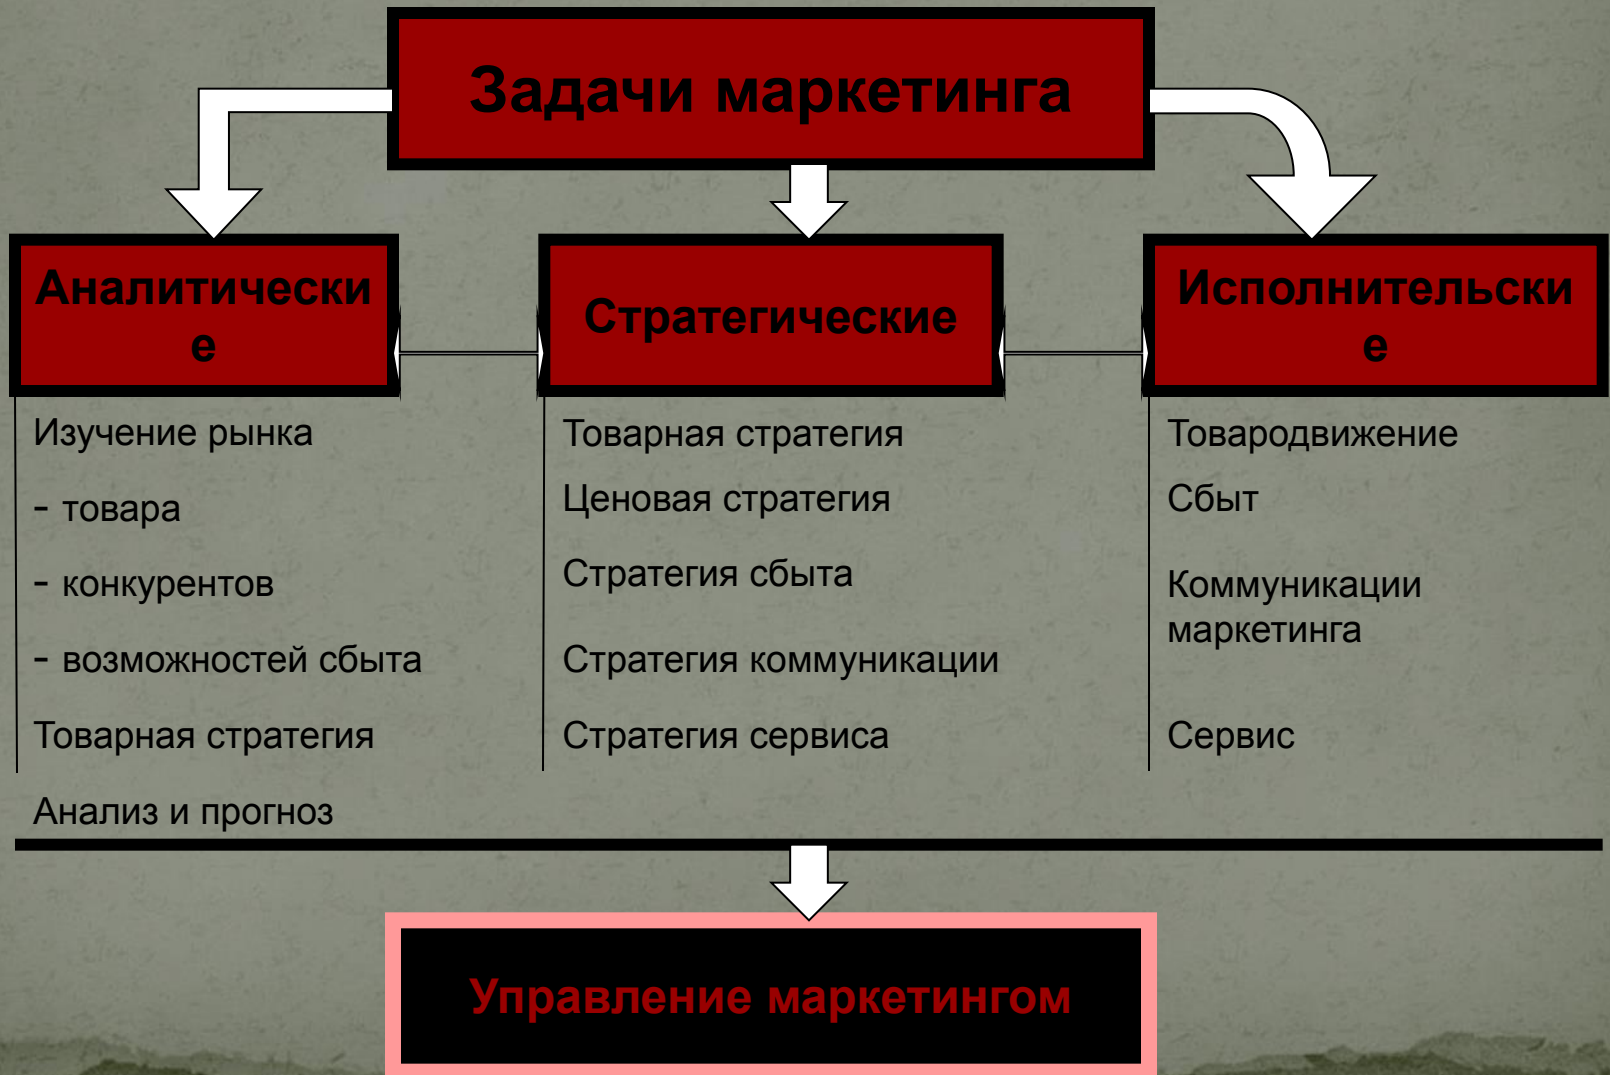 Задачи маркетинга
Аналитически
е
Стратегические
Исполнительски
е
Изучение рынка
- товара
- конкурентов
- возможностей сбыта
Товарная стратегия
Анализ и прогноз
Товарная стратегия
Ценовая стратегия
Стратегия сбыта
Стратегия коммуникации
Стратегия сервиса
Товародвижение
Сбыт
Коммуникации
маркетинга
Сервис
Управление маркетингом